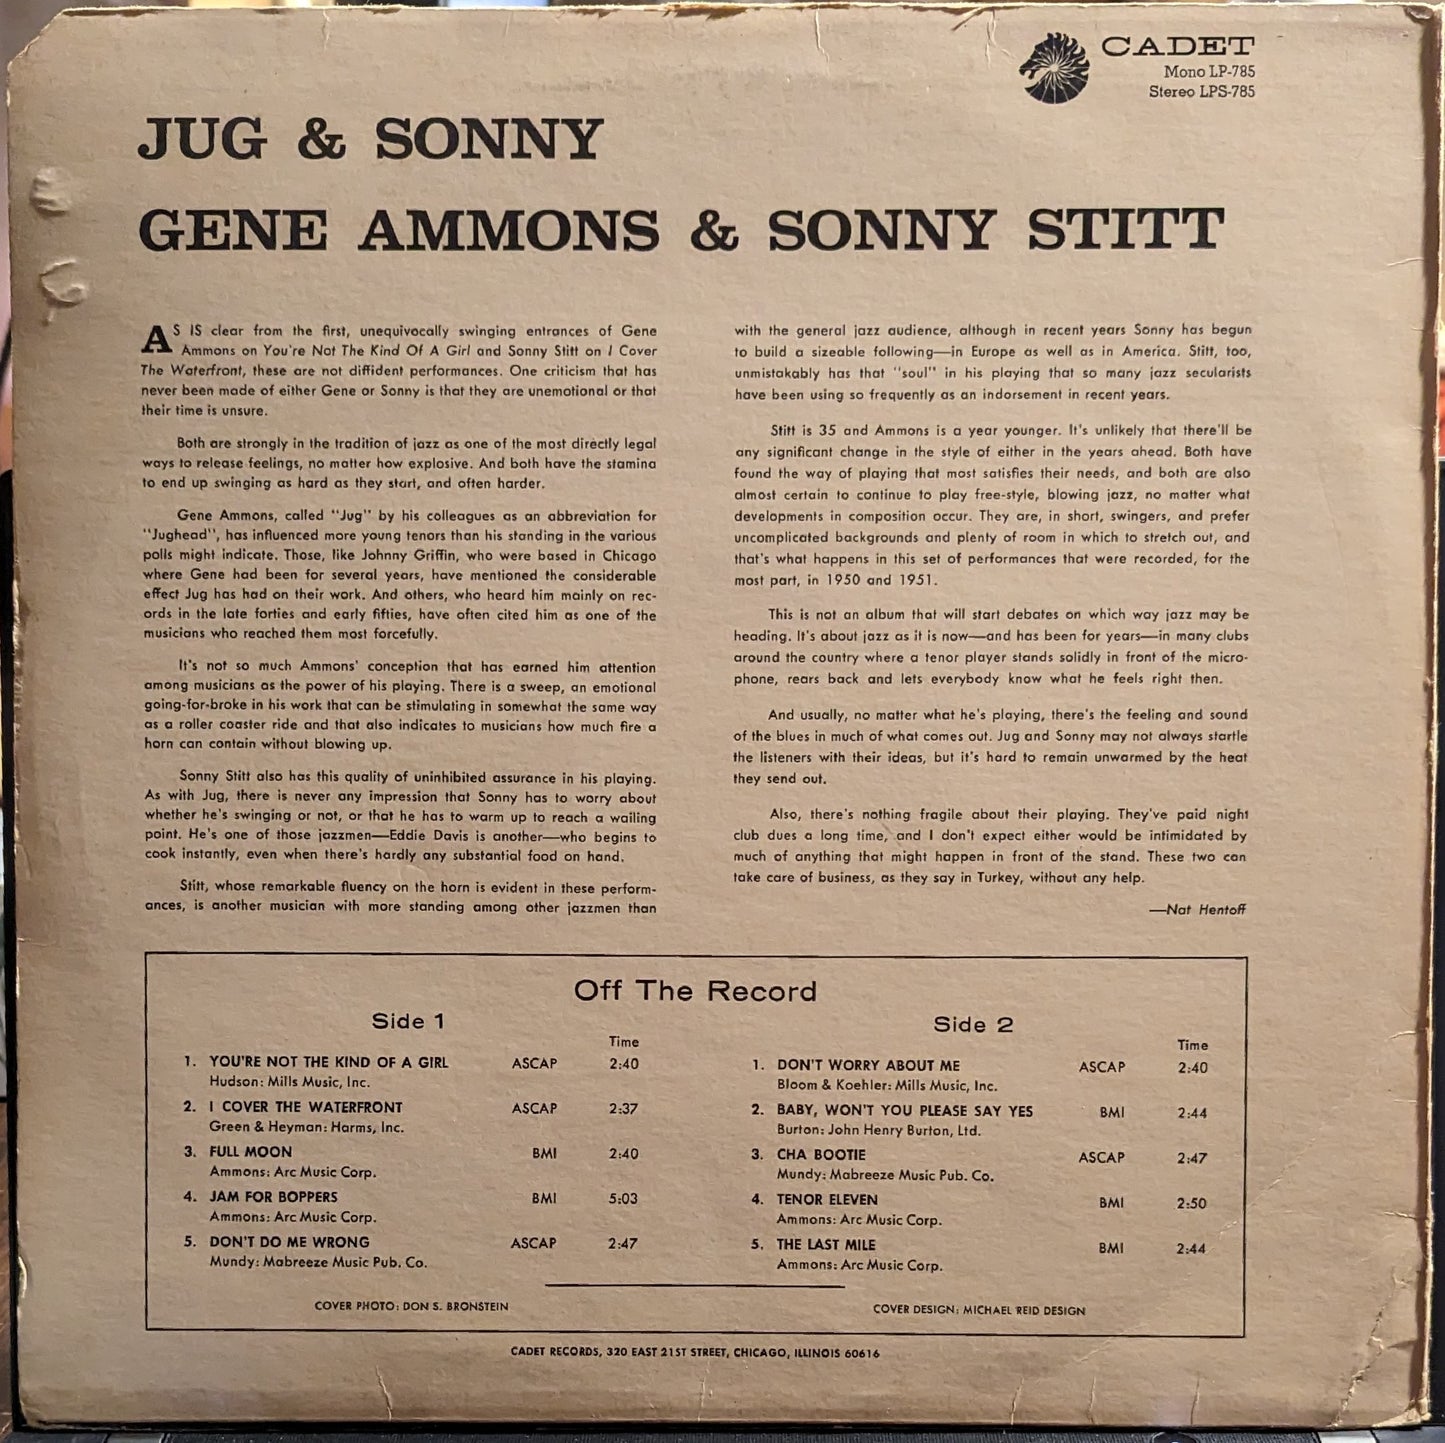 CADET
Mono LP-785
Stereo LPS-785
JUG & SONNY
GENE AMMONS & SONNY STITT
AS IS clear from the first, unequivocally swinging entrances of Gene
Ammons on You're Not The Kind Of A Girl and Sonny Stitt on I Cover
The Waterfront, these are not diffident performances. One criticism that has
never been made of either Gene or Sonny is that they are unemotional or that
their time is unsure.
Both are strongly in the tradition of jazz as one of the most directly legal
ways to release feelings, no matter how explosive. And both have the stamina
to end up swinging as hard as they start, and often harder.
Gene Ammons, called "Jug" by his colleagues as an abbreviation for
"Jughead", has influenced more young tenors than his standing in the various
polls might indicate. Those, like Johnny Griffin, who were based in Chicago
where Gene had been for several years, have mentioned the considerable
effect Jug has had on their work. And others, who heard him mainly on rec-
ords in the late forties and early fifties, have often cited him as one of the
musicians who reached them most forcefully.
It's not so much Ammons' conception that has earned him attention
among musicians as the power of his playing. There is a sweep, an emotional
going-for-broke in his work that can be stimulating in somewhat the same way
as a roller coaster ride and that also indicates to musicians how much fire a
horn can contain without blowing up.
Sonny Stitt also has this quality of uninhibited assurance in his playing.
As with Jug, there is never any impression that Sonny has to worry about
whether he's swinging or not, or that he has to warm up to reach a wailing
point. He's one of those jazzmen—Eddie Davis is another—who begins to
cook instantly, even when there's hardly any substantial food on hand.
Stitt, whose remarkable fluency on the horn is evident in these perform-
ances, is another musician with more standing among other jazzmen than
with the general jazz audience, although in recent years Sonny has begun
to build a sizeable following—in Europe as well as in America. Stitt, too,
unmistakably has that "soul" in his playing that so many jazz secularists
have been using so frequently as an indorsement in recent years.
Stitt is 35 and Ammons is a year younger. It's unlikely that there'll be
any significant change in the style of either in the years ahead. Both have
found the way of playing that most satisfies their needs, and both are also
almost certain to continue to play free-style, blowing jazz, no matter what
developments in composition occur. They are, in short, swingers, and prefer
uncomplicated backgrounds and plenty of room in which to stretch out, and
that's what happens in this set of performances that were recorded, for the
most part, in 1950 and 1951.
This is not an album that will start debates on which way jazz may be
heading. It's about jazz as it is now—and has been for years—in many clubs
around the country where a tenor player stands solidly in front of the micro-
phone, rears back and lets everybody know what he feels right then.
And usually, no matter what he's playing, there's the feeling and sound
of the blues in much of what comes out. Jug and Sonny may not always startle
the listeners with their ideas, but it's hard to remain unwarmed by the heat
they send out.
Also, there's nothing fragile about their playing. They've paid night
club dues a long time, and I don't expect either would be intimidated by
much of anything that might happen in front of the stand. These two can
take care of business, as they say in Turkey, without any help.
—Nat Hentoff
Off The Record
Side 1
Time
1. YOU'RE NOT THE KIND OF A GIRL ASCAP 2:40
Hudson: Mills Music, Inc.
2. I COVER THE WATERFRONT ASCAP 2:37
Green & Heyman: Harms, Inc.
3. FULL MOON BMI 2:40
Ammons: Arc Music Corp.
4. JAM FOR BOPPERS BMI 5:03
Ammons: Arc Music Corp.
5. DON'T DO ME WRONG ASCAP 2:47
Mundy: Mabreeze Music Pub. Co.
Side 2
Time
1. DON'T WORRY ABOUT ME ASCAP 2:40
Bloom & Koehler: Mills Music, Inc.
2. BABY, WON'T YOU PLEASE SAY YES BMI 2:44
Burton: John Henry Burton, Ltd.
3. CHA BOOTIE ASCAP 2:47
Mundy: Mabreeze Music Pub. Co.
4. TENOR ELEVEN BMI 2:50
Ammons: Arc Music Corp.
5. THE LAST MILE BMI 2:44
Ammons: Arc Music Corp.
COVER PHOTO: DON S. BRONSTEIN
COVER DESIGN: MICHAEL REID DESIGN
CADET RECORDS, 320 EAST 21ST STREET, CHICAGO, ILLINOIS 60616